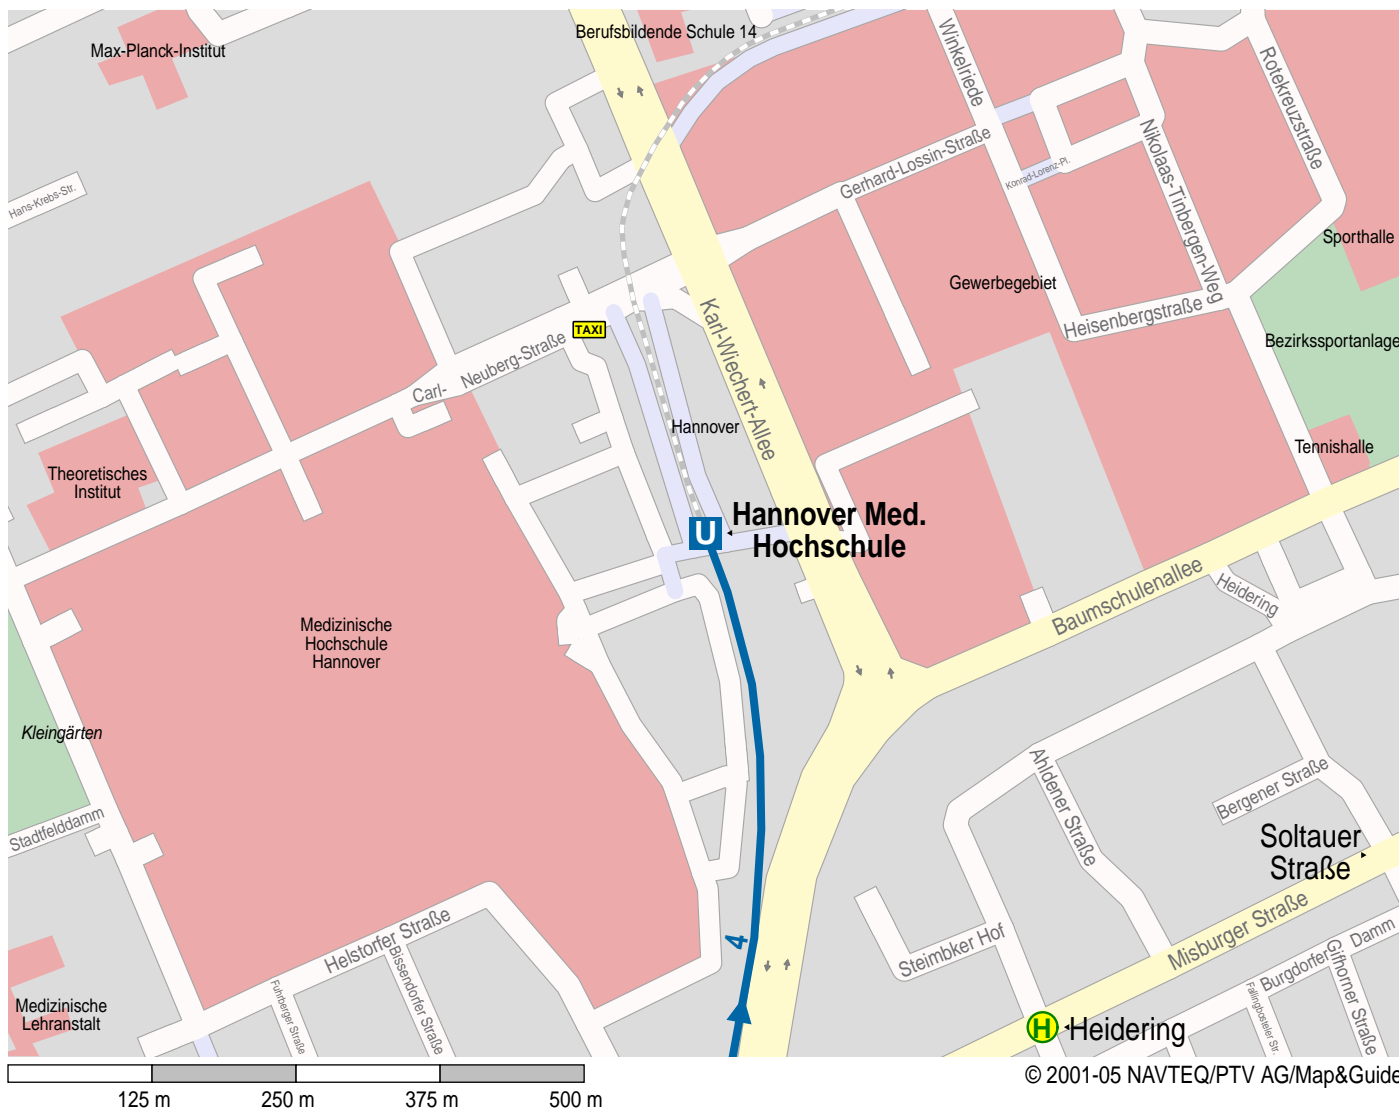 Berufsbildende Schule 14
Max-Planck-Institut
Winkelriede
Rotekreuzstraße
Nikolaas-Tinbergen-Weg
Gerhard-Lossin-Straße
Konrad-Lorenz-Pl.
Hans-Krebs-Str.
Sporthalle
Gewerbegebiet
Heisenbergstraße
Bezirkssportanlage
TAXI
Karl-Wiechert-Allee
Carl- Neuberg-Straße
Hannover
Tennishalle
Theoretisches
Institut
U
Hannover Med.
Hochschule
Baumschulenallee
Heidering
Medizinische
Hochschule
Hannover
Kleingärten
Ahldener Straße
Bergener Straße
Stadtfelddamm
Soltauer
Straße
Helstorfer Straße
Bissendorfer Straße
Fuhrberger Straße
4
Steimbker Hof
Misburger Straße
Burgdorfer Damm
Gifhorner Straße
Fallingbosteler Str.
Medizinische
Lehranstalt
H
Heidering
© 2001-05 NAVTEQ/PTV AG/Map&Guide
125 m 250 m 375 m 500 m